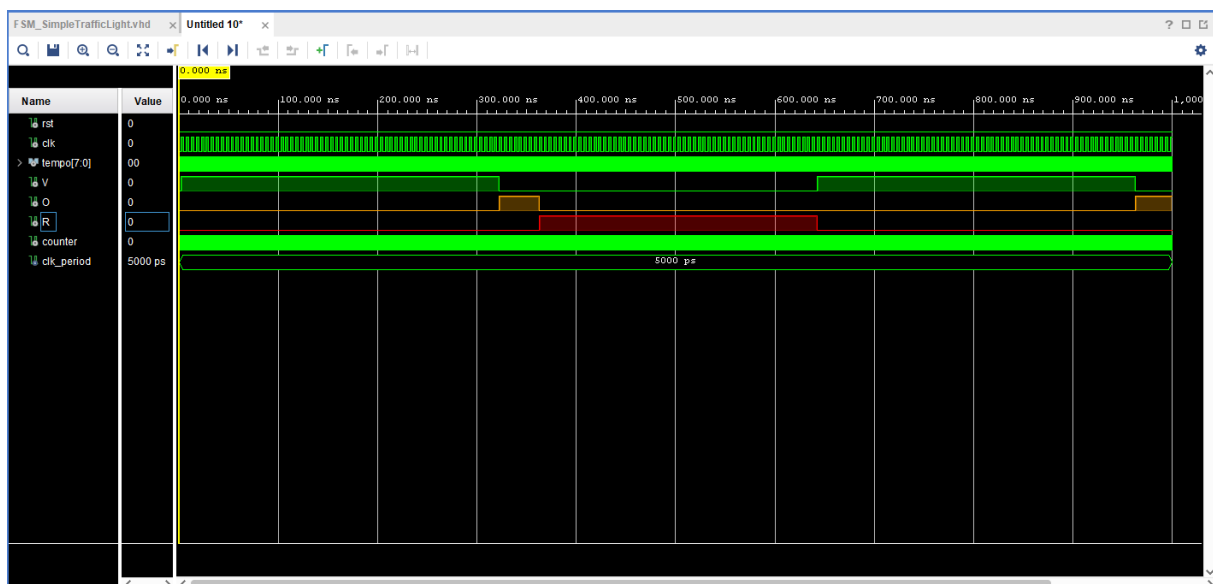 FSM_SimpleTrafficLight.vhd × Untitled 10* ×
0.000 ns
Name Value 0.000 ns 100.000 ns 200.000 ns 300.000 ns 400.000 ns 500.000 ns 600.000 ns 700.000 ns 800.000 ns 900.000 ns 1,000
rst 0
clk 0
tempo[7:0] 00
V 0
O 0
R 0
counter 0
clk_period 5000 ps 5000 ps